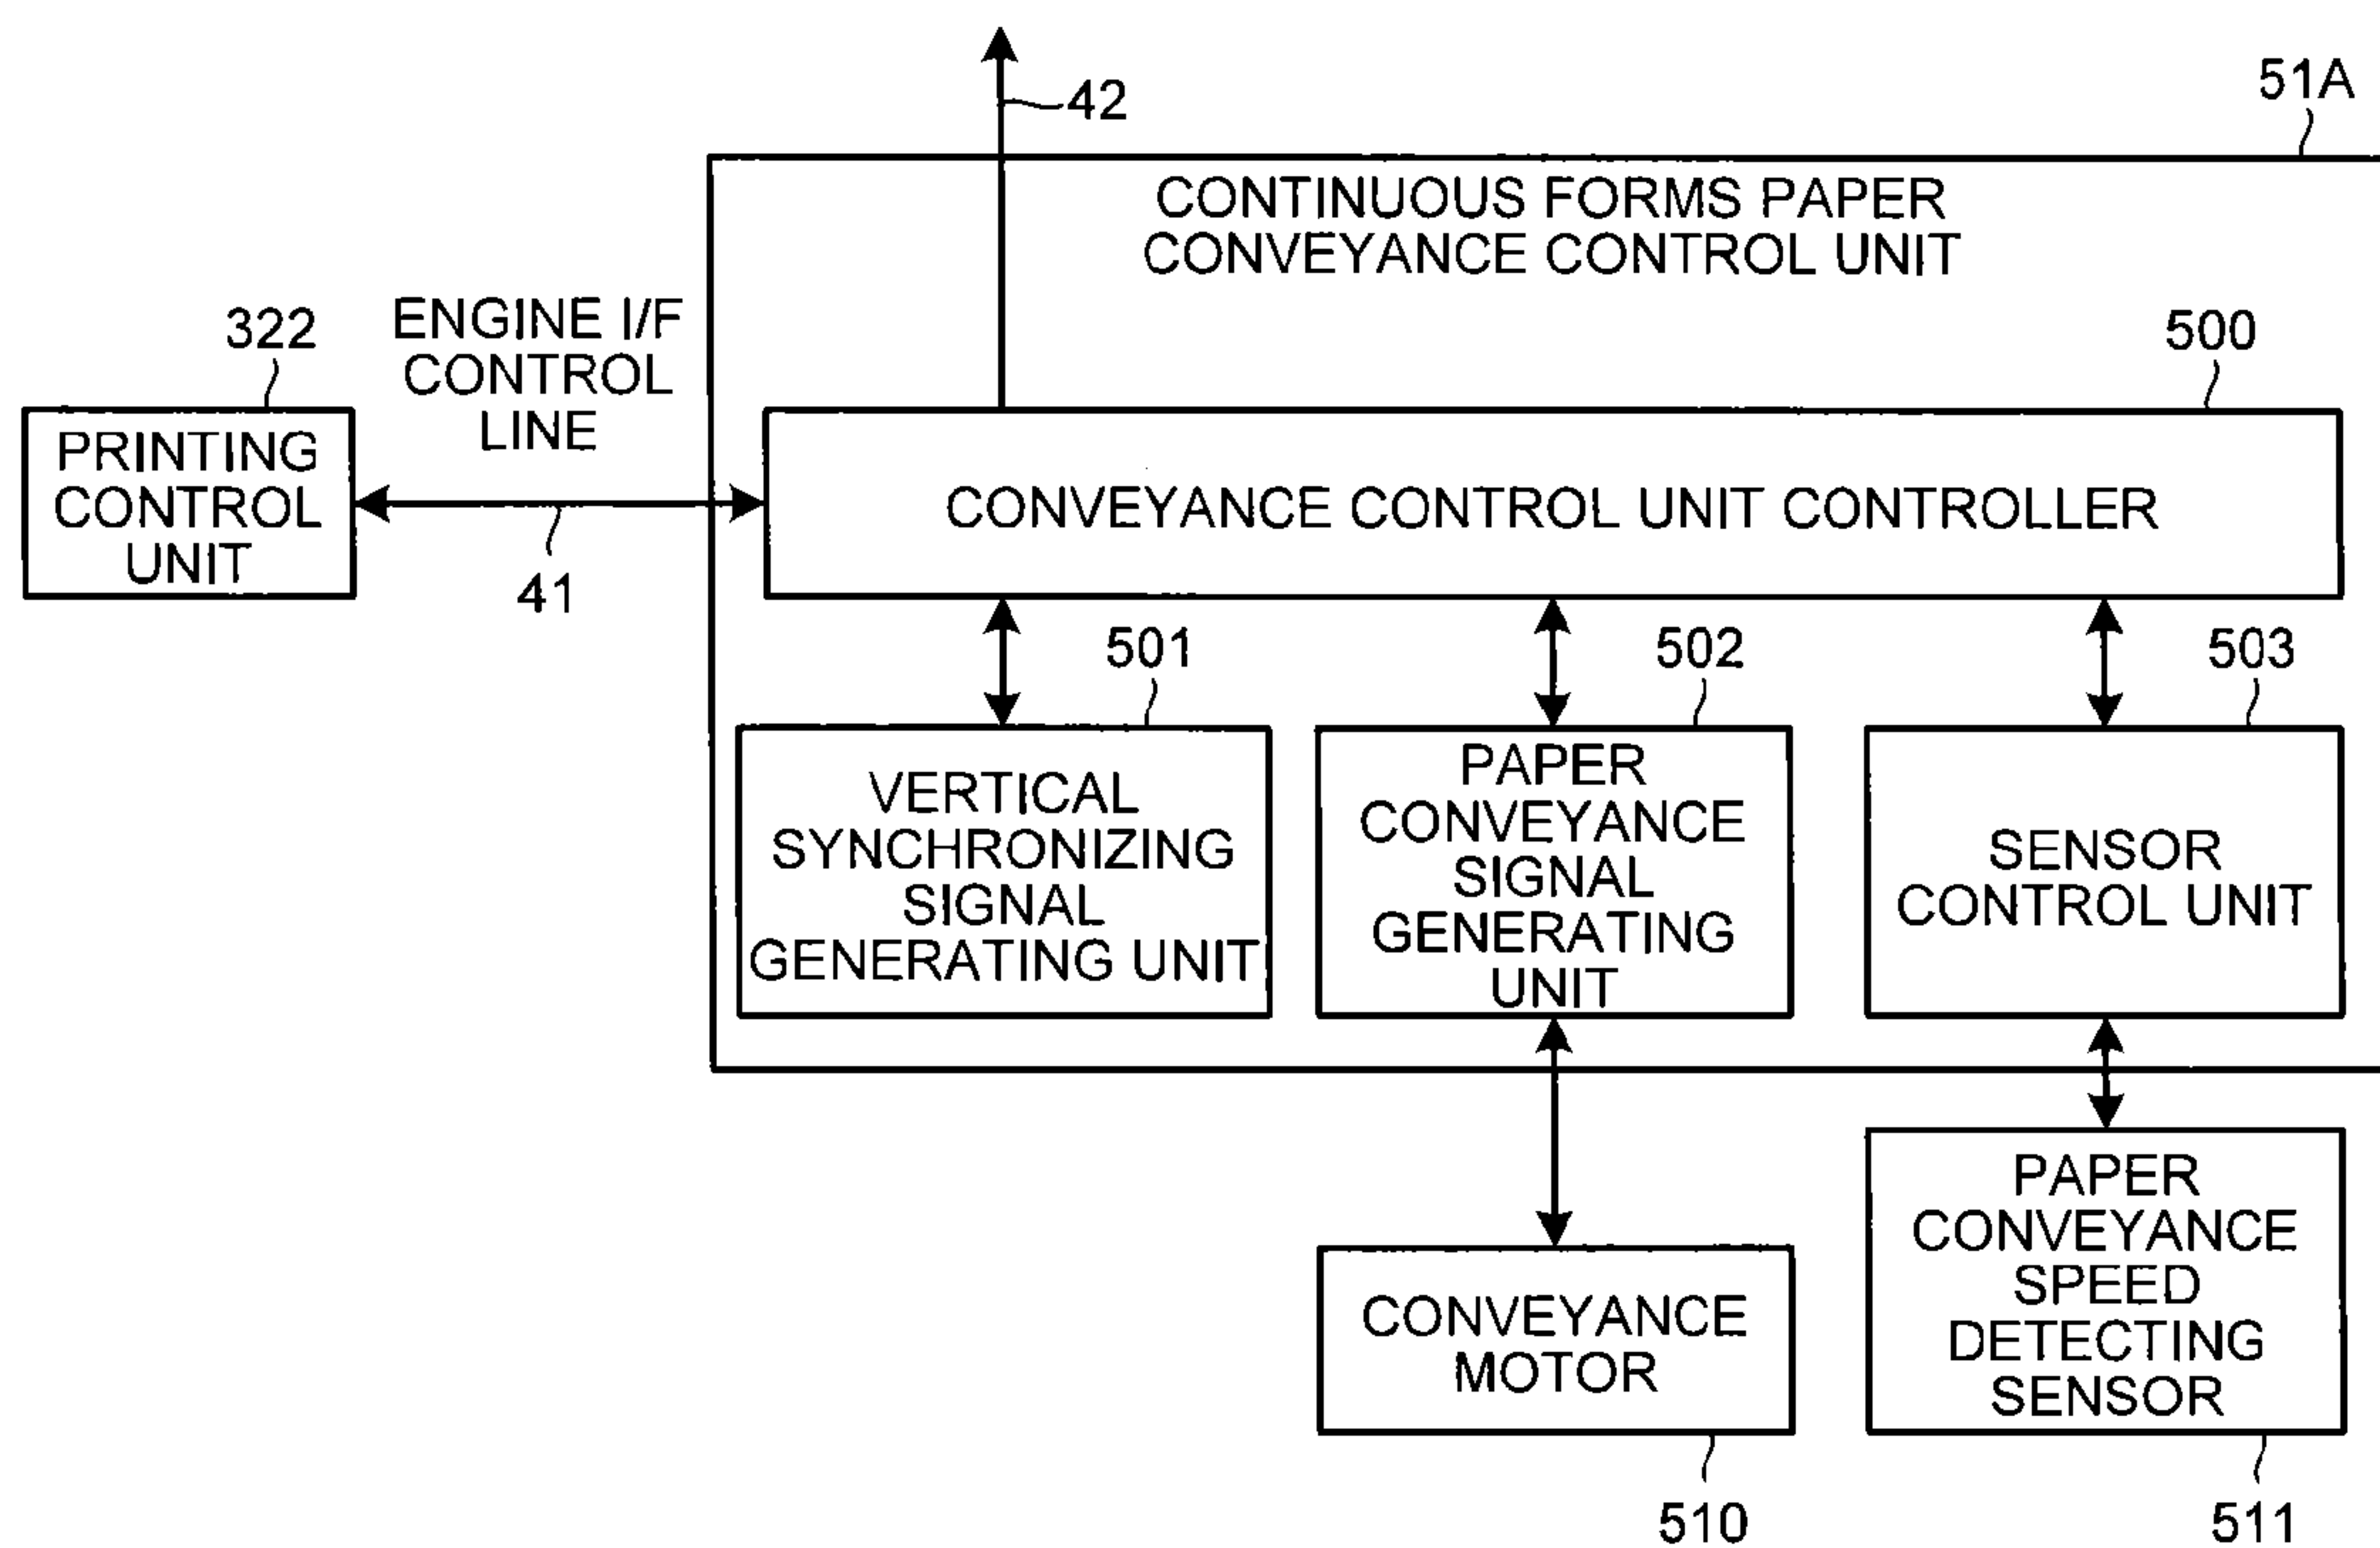 42
51A
CONTINUOUS FORMS PAPER
CONVEYANCE CONTROL UNIT
322
ENGINE I/F
CONTROL
LINE
500
PRINTING
CONTROL
UNIT
41
CONVEYANCE CONTROL UNIT CONTROLLER
501
502
503
VERTICAL
SYNCHRONIZING
SIGNAL
GENERATING UNIT
PAPER
CONVEYANCE
SIGNAL
GENERATING
UNIT
SENSOR
CONTROL UNIT
CONVEYANCE
MOTOR
PAPER
CONVEYANCE
SPEED
DETECTING
SENSOR
510
511